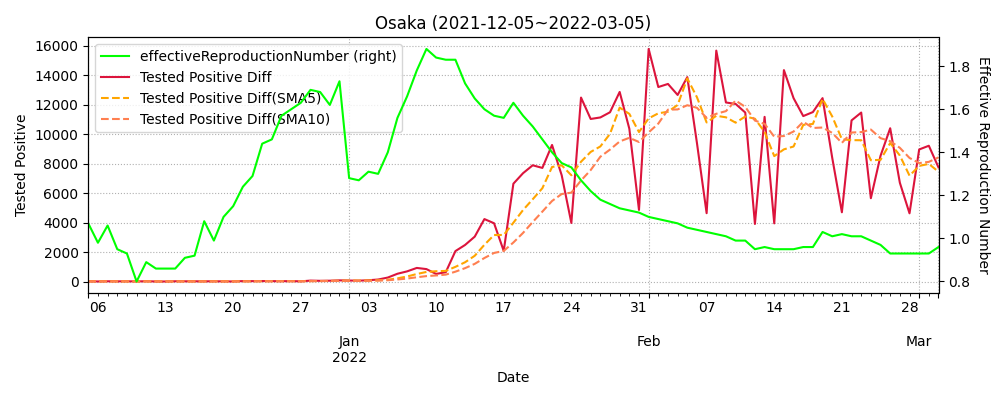 Osaka (2021-12-05~2022-03-05)
effectiveReproductionNumber (right)
Tested Positive Diff
Tested Positive Diff(SMA5)
Tested Positive Diff(SMA10)
Tested Positive
16000
14000
12000
10000
8000
6000
4000
2000
0
Effective Reproduction Number
1.8
1.6
1.4
1.2
1.0
0.8
06 13 20 27 03 10 17 24 31 07 14 21 28
Jan Feb Mar
2022
Date